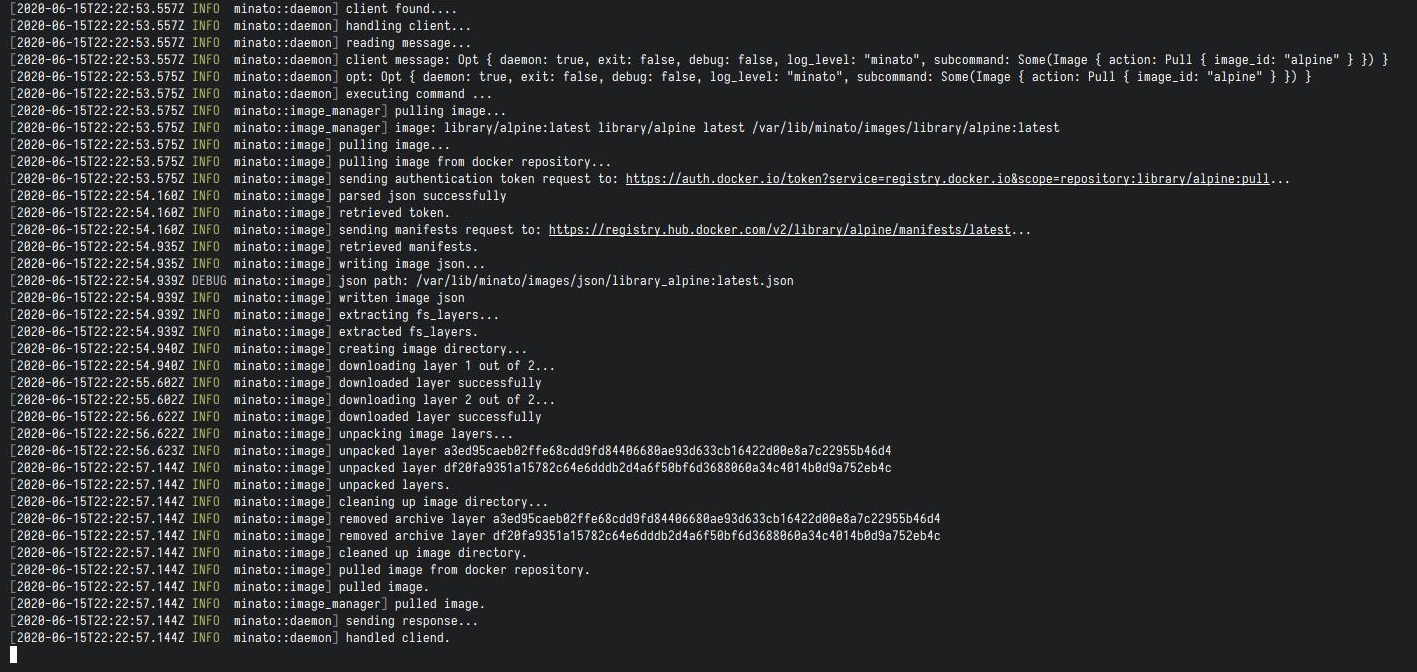 [2020-06-15T22:22:53.557Z INFO  minato::daemon] client found....
[2020-06-15T22:22:53.557Z INFO  minato::daemon] handling client...
[2020-06-15T22:22:53.557Z INFO  minato::daemon] reading message...
[2020-06-15T22:22:53.557Z INFO  minato::daemon] client message: Opt { daemon: true, exit: false, debug: false, log_level: "minato", subcommand: Some(Image { action: Pull { image_id: "alpine" } }) }
[2020-06-15T22:22:53.575Z INFO  minato::daemon] opt: Opt { daemon: true, exit: false, debug: false, log_level: "minato", subcommand: Some(Image { action: Pull { image_id: "alpine" } }) }
[2020-06-15T22:22:53.575Z INFO  minato::daemon] executing command ...
[2020-06-15T22:22:53.575Z INFO  minato::image_manager] pulling image...
[2020-06-15T22:22:53.575Z INFO  minato::image_manager] image: library/alpine:latest library/alpine latest /var/lib/minato/images/library/alpine:latest
[2020-06-15T22:22:53.575Z INFO  minato::image] pulling image...
[2020-06-15T22:22:53.575Z INFO  minato::image] pulling image from docker repository...
[2020-06-15T22:22:53.575Z INFO  minato::image] sending authentication token request to: https://auth.docker.io/token?service=registry.docker.io&scope=repository:library/alpine:pull...
[2020-06-15T22:22:54.160Z INFO  minato::image] parsed json successfully
[2020-06-15T22:22:54.160Z INFO  minato::image] retrieved token.
[2020-06-15T22:22:54.160Z INFO  minato::image] sending manifests request to: https://registry.hub.docker.com/v2/library/alpine/manifests/latest...
[2020-06-15T22:22:54.935Z INFO  minato::image] retrieved manifests.
[2020-06-15T22:22:54.935Z INFO  minato::image] writing image json...
[2020-06-15T22:22:54.939Z DEBUG minato::image] json path: /var/lib/minato/images/json/library_alpine:latest.json
[2020-06-15T22:22:54.939Z INFO  minato::image] written image json
[2020-06-15T22:22:54.939Z INFO  minato::image] extracting fs_layers...
[2020-06-15T22:22:54.939Z INFO  minato::image] extracted fs_layers.
[2020-06-15T22:22:54.940Z INFO  minato::image] creating image directory...
[2020-06-15T22:22:54.940Z INFO  minato::image] downloading layer 1 out of 2...
[2020-06-15T22:22:55.602Z INFO  minato::image] downloaded layer successfully
[2020-06-15T22:22:55.602Z INFO  minato::image] downloading layer 2 out of 2...
[2020-06-15T22:22:56.622Z INFO  minato::image] downloaded layer successfully
[2020-06-15T22:22:56.622Z INFO  minato::image] unpacking image layers...
[2020-06-15T22:22:56.623Z INFO  minato::image] unpacked layer a3ed95caeb02ffe68cdd9fd84406680ae93d633cb16422d00e8a7c22955b46d4
[2020-06-15T22:22:57.144Z INFO  minato::image] unpacked layer df20fa9351a15782c64e6dddb2d4a6f50bf6d3688060a34c4014b0d9a752eb4c
[2020-06-15T22:22:57.144Z INFO  minato::image] unpacked layers.
[2020-06-15T22:22:57.144Z INFO  minato::image] cleaning up image directory...
[2020-06-15T22:22:57.144Z INFO  minato::image] removed archive layer a3ed95caeb02ffe68cdd9fd84406680ae93d633cb16422d00e8a7c22955b46d4
[2020-06-15T22:22:57.144Z INFO  minato::image] removed archive layer df20fa9351a15782c64e6dddb2d4a6f50bf6d3688060a34c4014b0d9a752eb4c
[2020-06-15T22:22:57.144Z INFO  minato::image] cleaned up image directory.
[2020-06-15T22:22:57.144Z INFO  minato::image] pulled image from docker repository.
[2020-06-15T22:22:57.144Z INFO  minato::image] pulled image.
[2020-06-15T22:22:57.144Z INFO  minato::image_manager] pulled image.
[2020-06-15T22:22:57.144Z INFO  minato::daemon] sending response...
[2020-06-15T22:22:57.144Z INFO  minato::daemon] handled cliend.